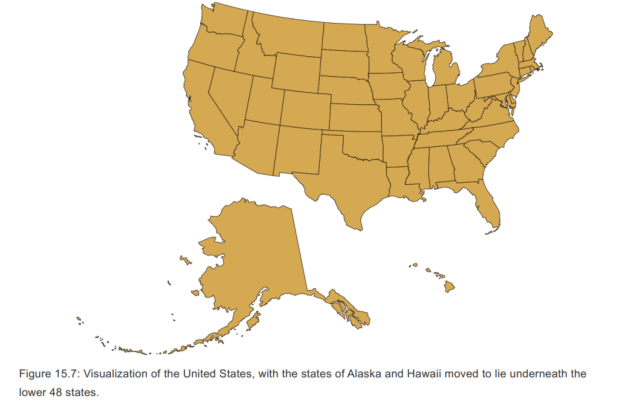 Figure 15.7: Visualization of the United States, with the states of Alaska and Hawaii moved to lie underneath the
lower 48 states.